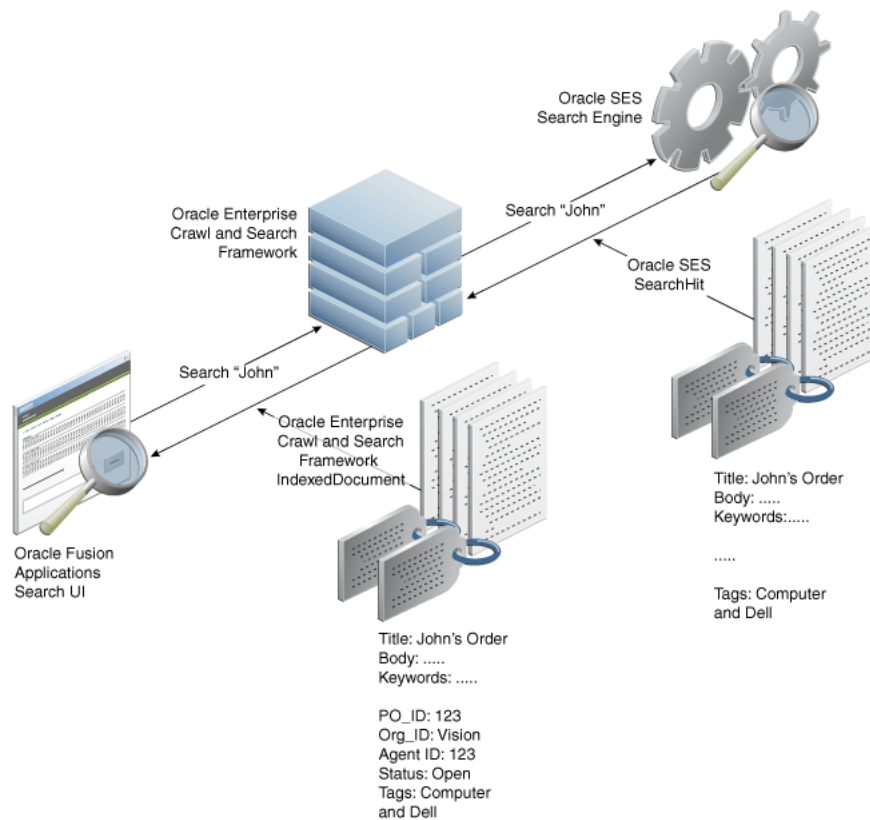 Oracle SES
Search Engine
Oracle Enterprise
Crawl and Search
Framework
Search “John”
Oracle SES
SearchHit
Search “John”
Oracle Enterprise
Crawl and Search
Framework
IndexedDocument
Title: John’s Order
Body: .....
Keywords:.....
.....
Tags: Computer
and Dell
Oracle Fusion
Applications
Search UI
Title: John’s Order
Body: .....
Keywords: .....
PO_ID: 123
Org_ID: Vision
Agent ID: 123
Status: Open
Tags: Computer
and Dell